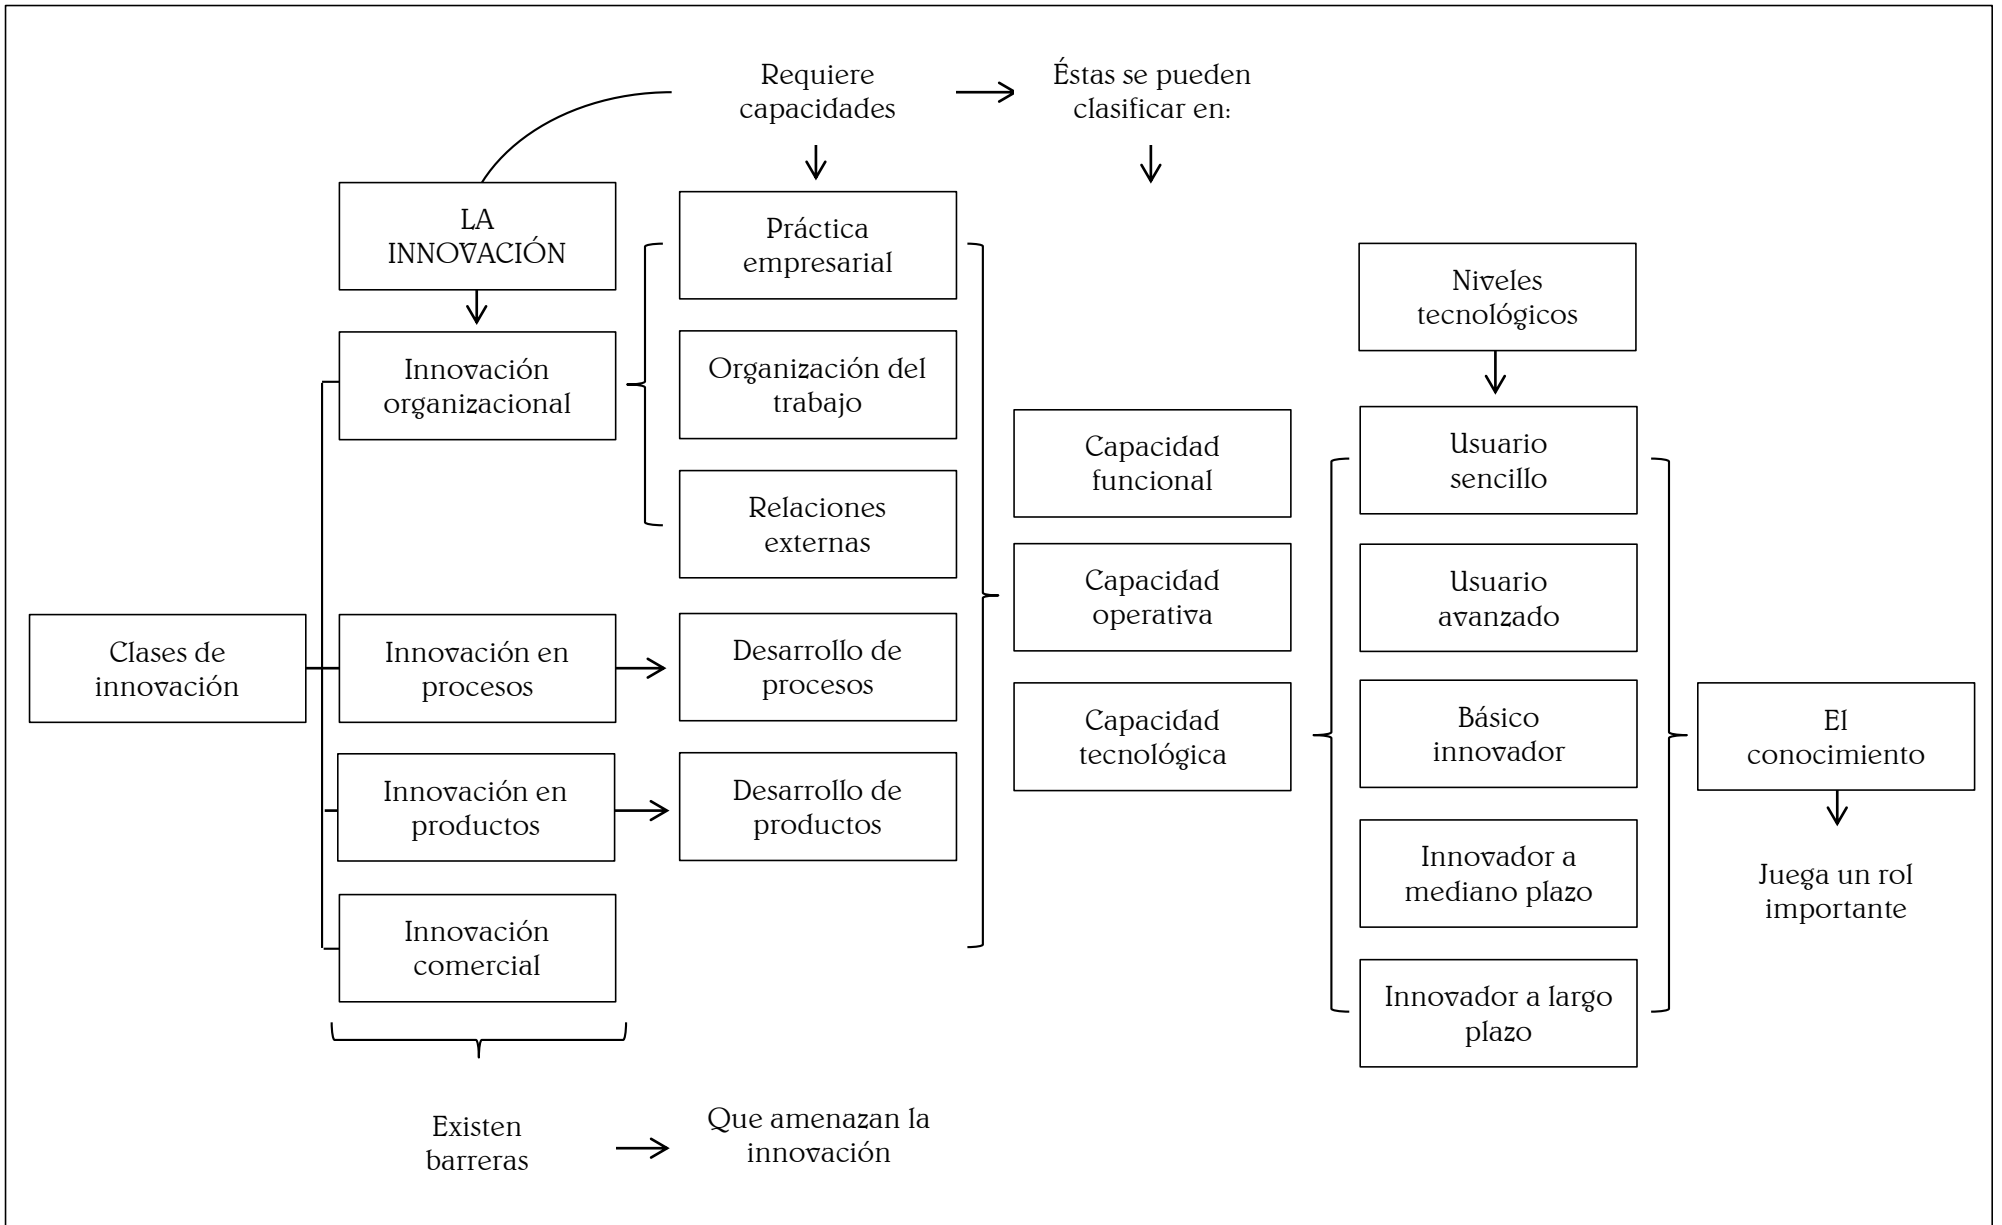 Requiere
capacidades
Éstas se pueden
clasificar en:
LA
INNOVACIÓN
Práctica
empresarial
Niveles
tecnológicos
Innovación
organizacional
Organización del
trabajo
Capacidad
funcional
Usuario
sencillo
Relaciones
externas
Capacidad
operativa
Usuario
avanzado
Clases de
innovación
Innovación en
procesos
Desarrollo de
procesos
Capacidad
tecnológica
Básico
innovador
El
conocimiento
Innovación en
productos
Desarrollo de
productos
Innovador a
mediano plazo
Juega un rol
importante
Innovación
comercial
Innovador a largo
plazo
Existen
barreras
Que amenazan la
innovación